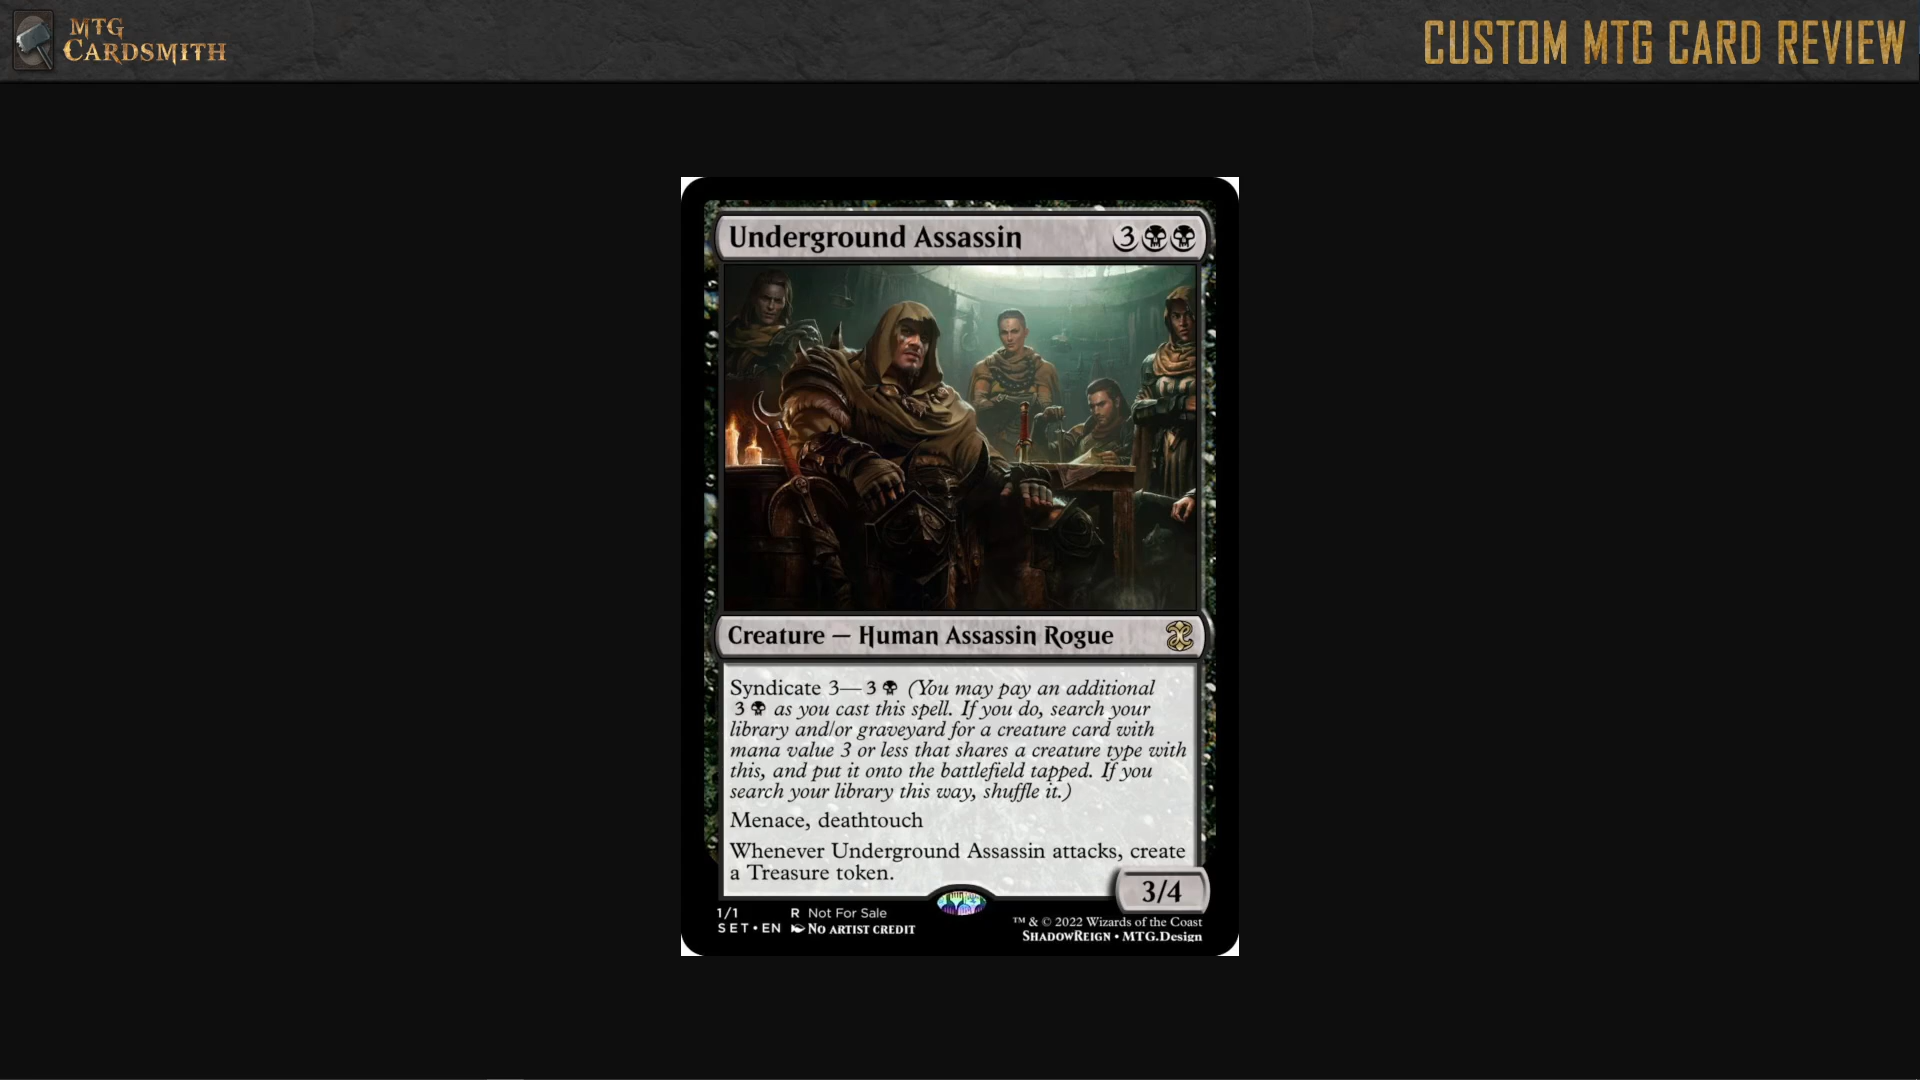 MTG
CARDSMITH
CUSTOM MTG CARD REVIEW
Underground Assassin
3
Creature — Human Assassin Rogue
Syndicate 3— 3 (You may pay an additional
3 as you cast this spell. If you do, search your
library and/or graveyard for a creature card with
mana value 3 or less that shares a creature type with
this, and put it onto the battlefield tapped. If you
search your library this way, shuffle it.)
Menace, deathtouch
Whenever Underground Assassin attacks, create
a Treasure token.
3/4
1/1 R Not For Sale
SET • EN NO ARTIST CREDIT
™ & © 2022 Wizards of the Coast
SHADOWREIGN • MTG.Design